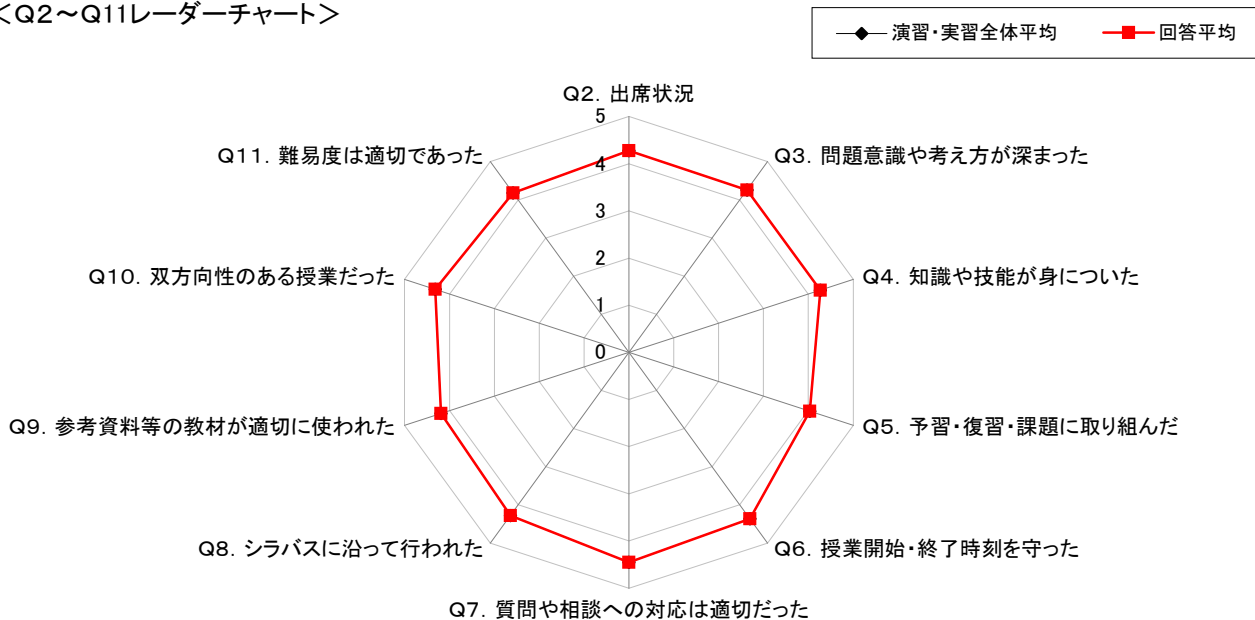 ＜Q2～Q11レーダーチャート＞
演習・実習全体平均
回答平均
Q2．出席状況
Q3．問題意識や考え方が深まった
Q4．知識や技能が身についた
Q5．予習・復習・課題に取り組んだ
Q6．授業開始・終了時刻を守った
Q7．質問や相談への対応は適切だった
Q8．シラバスに沿って行われた
Q9．参考資料等の教材が適切に使われた
Q10．双方向性のある授業だった
Q11．難易度は適切であった
5
4
3
2
1
0